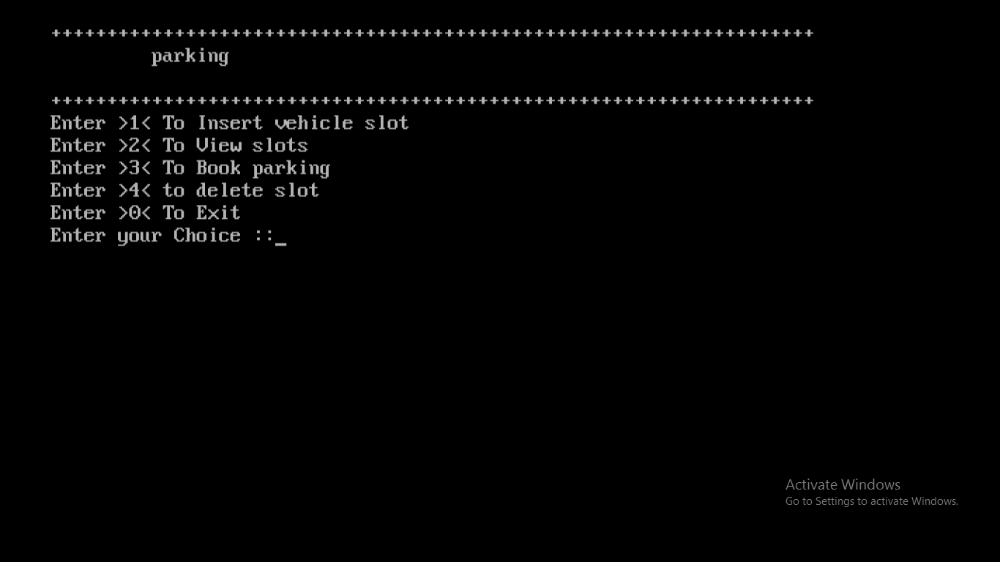 ++++++++++++++++++++++++++++++++++++++++++++++++++++++++++++++++++++
parking
++++++++++++++++++++++++++++++++++++++++++++++++++++++++++++++++++++
Enter >1< To Insert vehicle slot
Enter >2< To View slots
Enter >3< To Book parking
Enter >4< to delete slot
Enter >0< To Exit
Enter your Choice ::_
Activate Windows
Go to Settings to activate Windows.